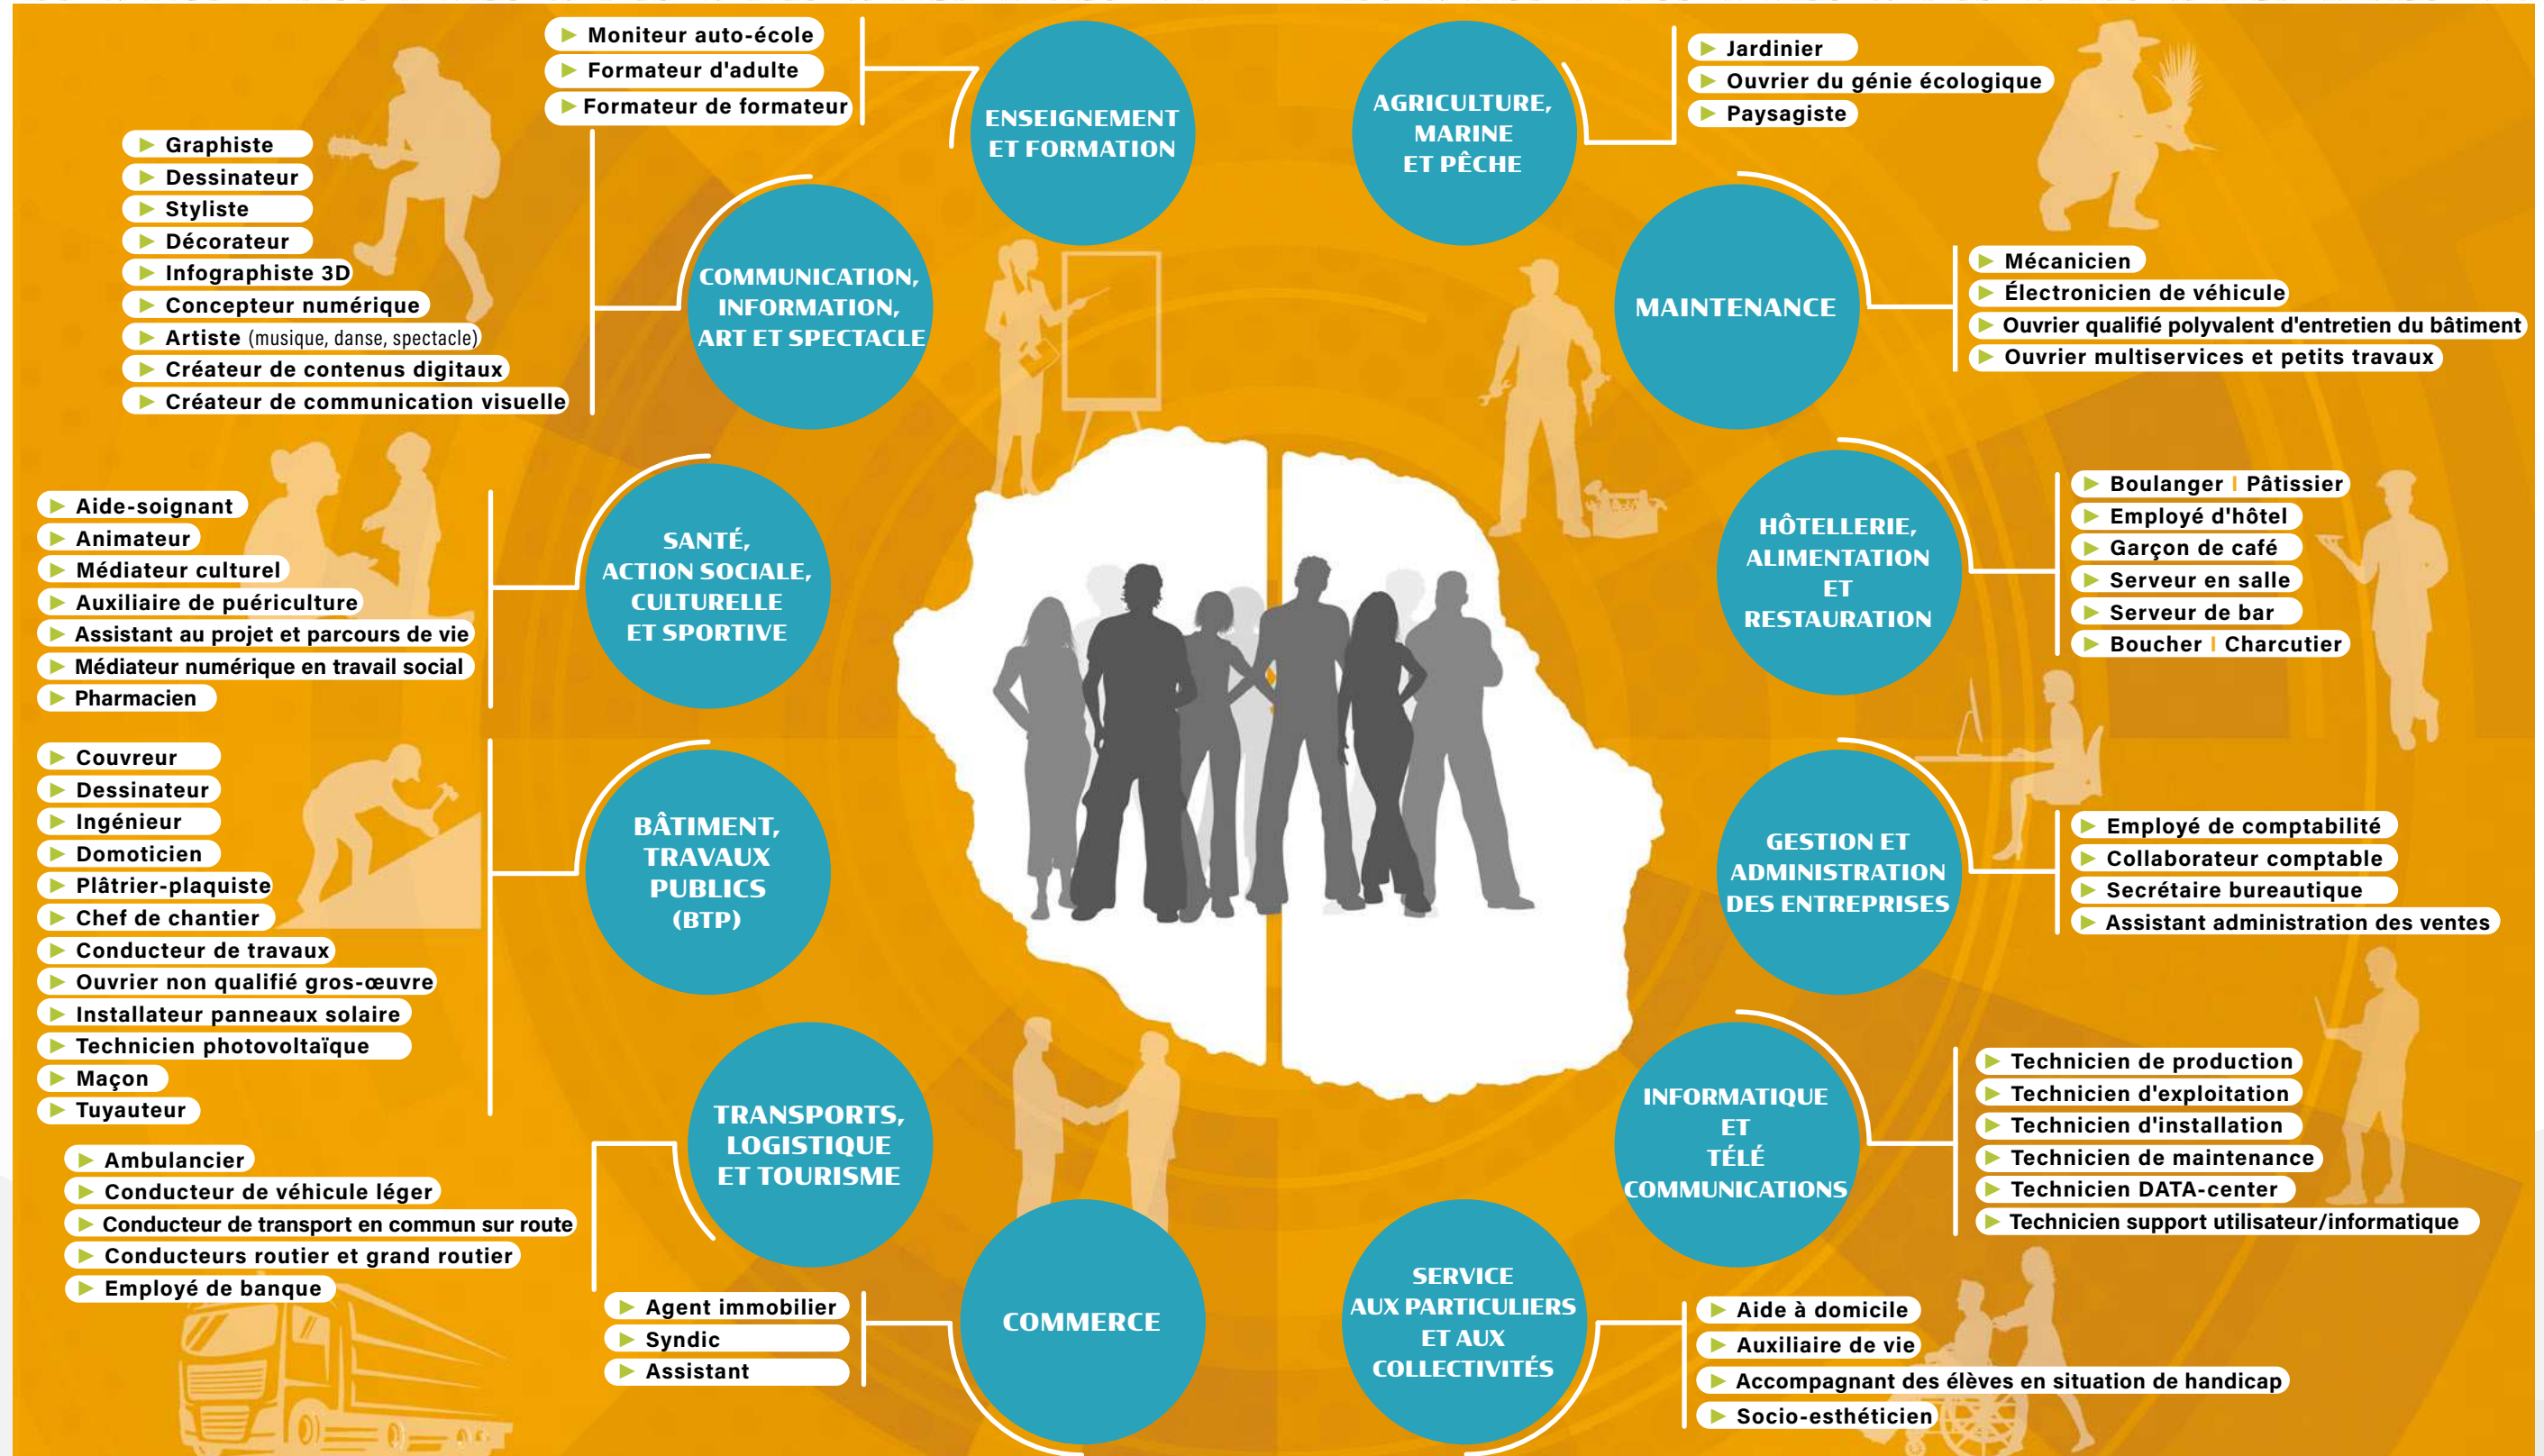 ENSEIGNEMENT
ET FORMATION
Moniteur auto-école
Formateur d'adulte
Formateur de formateur
COMMUNICATION,
INFORMATION,
ART ET SPECTACLE
Graphiste
Dessinateur
Styliste
Décorateur
Infographiste 3D
Concepteur numérique
Artiste (musique, danse, spectacle)
Créateur de contenus digitaux
Créateur de communication visuelle
SANTÉ,
ACTION SOCIALE,
CULTURELLE
ET SPORTIVE
Aide-soignant
Animateur
Médiateur culturel
Auxiliaire de puériculture
Assistant au projet et parcours de vie
Médiateur numérique en travail social
Pharmacien
BÂTIMENT,
TRAVAUX
PUBLICS
(BTP)
Couvreur
Dessinateur
Ingénieur
Domoticien
Plâtrier-plaquiste
Chef de chantier
Conducteur de travaux
Ouvrier non qualifié gros-œuvre
Installateur panneaux solaire
Technicien photovoltaïque
Maçon
Tuyauteur
TRANSPORTS,
LOGISTIQUE
ET TOURISME
Ambulancier
Conducteur de véhicule léger
Conducteur de transport en commun sur route
Conducteurs routier et grand routier
Employé de banque
COMMERCE
Agent immobilier
Syndic
Assistant
AGRICULTURE,
MARINE
ET PÊCHE
Jardinier
Ouvrier du génie écologique
Paysagiste
MAINTENANCE
Mécanicien
Électronicien de véhicule
Ouvrier qualifié polyvalent d'entretien du bâtiment
Ouvrier multiservices et petits travaux
HÔTELLERIE,
ALIMENTATION
ET
RESTAURATION
Boulanger I Pâtissier
Employé d'hôtel
Garçon de café
Serveur en salle
Serveur de bar
Boucher I Charcutier
GESTION ET
ADMINISTRATION
DES ENTREPRISES
Employé de comptabilité
Collaborateur comptable
Secrétaire bureautique
Assistant administration des ventes
INFORMATIQUE
ET
TÉLÉ
COMMUNICATIONS
Technicien de production
Technicien d'exploitation
Technicien d'installation
Technicien de maintenance
Technicien DATA-center
Technicien support utilisateur/informatique
SERVICE
AUX PARTICULIERS
ET AUX
COLLECTIVITÉS
Aide à domicile
Auxiliaire de vie
Accompagnant des élèves en situation de handicap
Socio-esthéticien